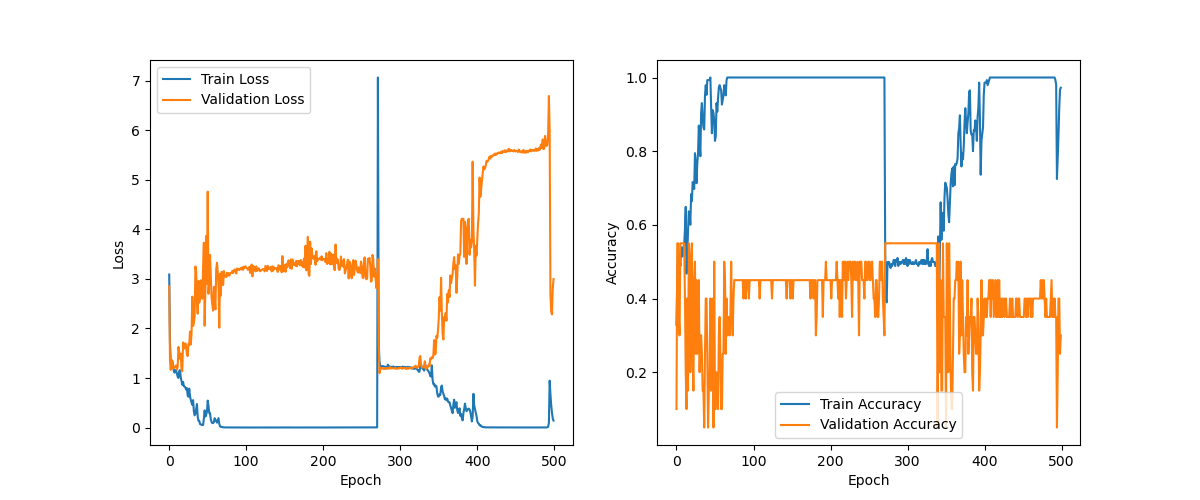 Train Loss
Validation Loss
7
6
5
4
3
2
1
0
Loss
0 100 200 300 400 500
Epoch
1.0
0.8
0.6
0.4
0.2
Accuracy
Train Accuracy
Validation Accuracy
0 100 200 300 400 500
Epoch